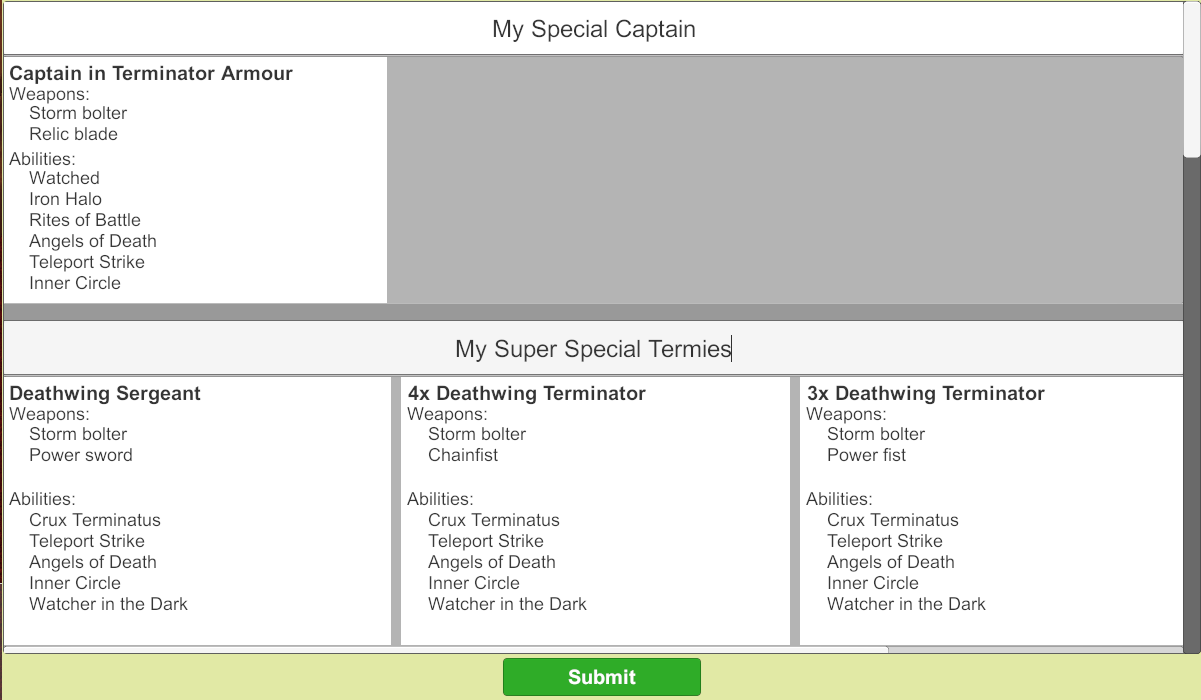 My Special Captain
Captain in Terminator Armour
Weapons:
Storm bolter
Relic blade
Abilities:
Watched
Iron Halo
Rites of Battle
Angels of Death
Teleport Strike
Inner Circle
My Super Special Termies
Deathwing Sergeant
Weapons:
Storm bolter
Power sword
Abilities:
Crux Terminatus
Teleport Strike
Angels of Death
Inner Circle
Watcher in the Dark
4x Deathwing Terminator
Weapons:
Storm bolter
Chainfist
Abilities:
Crux Terminatus
Teleport Strike
Angels of Death
Inner Circle
Watcher in the Dark
3x Deathwing Terminator
Weapons:
Storm bolter
Power fist
Abilities:
Crux Terminatus
Teleport Strike
Angels of Death
Inner Circle
Watcher in the Dark
Submit